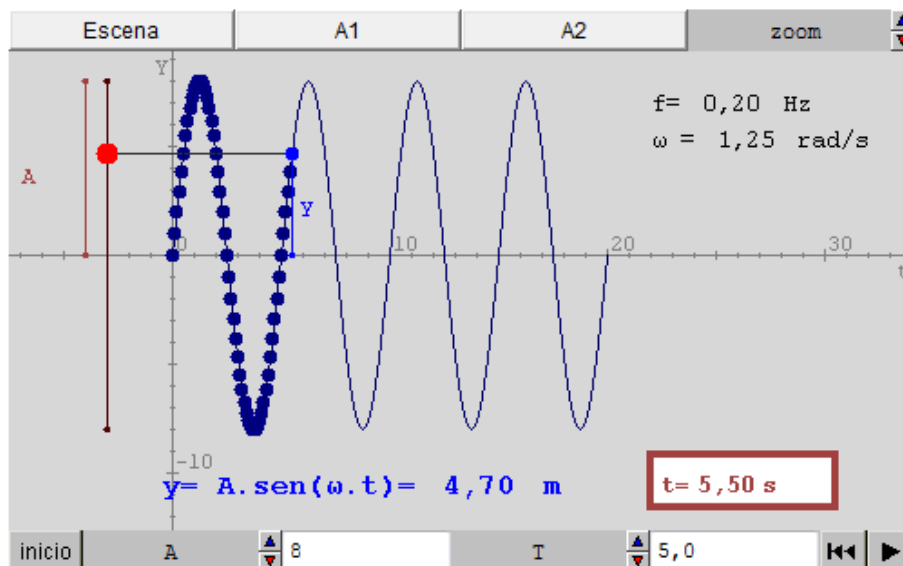 Escena A1 A2 zoom
Y
f= 0,20 Hz
ω = 1,25 rad/s
A
Y
0 10 20 30
t
-10
y= A.sen(ω.t)= 4,70 m
t= 5,50 s
inicio A 8 T 5,0